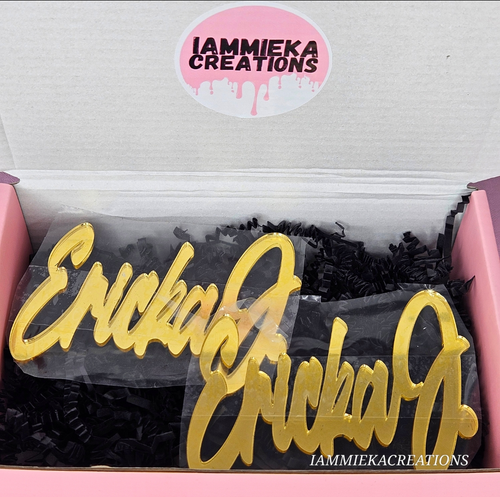 IAMMIEKA
CREATIONS
Ericka J.
Ericka J.
IAMMIEKACREATIONS